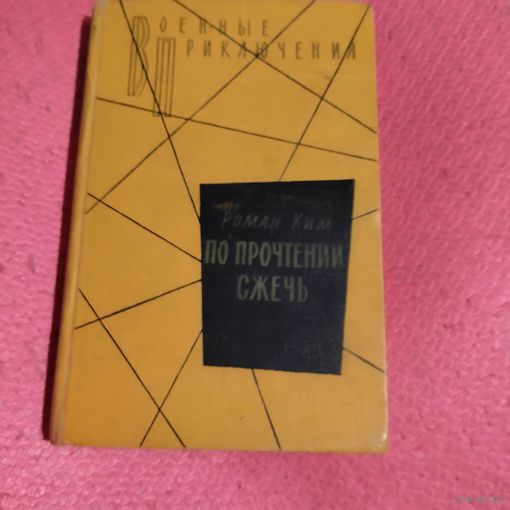 Военные
Приключения
Роман Ким
ПО ПРОЧТЕНИИ
СЖЕЧЬ